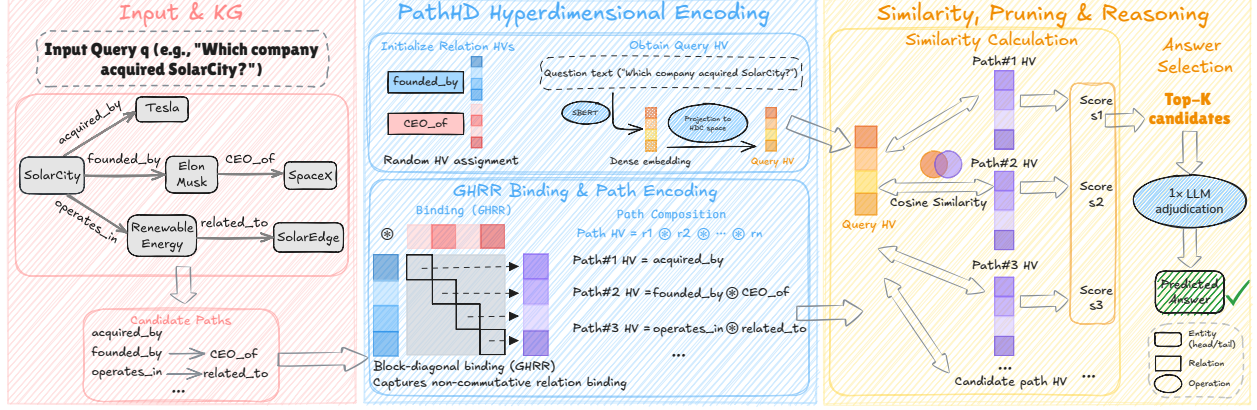 Input & KG
Input Query q (e.g., "Which company
acquired SolarCity?")
acquired_by
Tesla
SolarCity
founded_by
Elon
Musk
CEO_of
SpaceX
operates_in
Renewable
Energy
related_to
SolarEdge
Candidate Paths
acquired_by
founded_by
CEO_of
operates_in
related_to
...
PathHD Hyperdimensional Encoding
Initialize Relation HVs
founded_by
CEO_of
Random HV assignment
Obtain Query HV
Question text ("Which company acquired SolarCity?")
SBERT
Projection to
HDC space
Dense embedding
Query HV
GHRR Binding & Path Encoding
Binding (GHRR)
⊛
Block-diagonal binding (GHRR)
Captures non-commutative relation binding
Path Composition
Path HV = r1 ⊛ r2 ⊛ ··· ⊛ rn
Path#1 HV = acquired_by
Path#2 HV =founded_by ⊛ CEO_of
Path#3 HV =operates_in ⊛ related_to
...
Similarity, Pruning & Reasoning
Similarity Calculation
Path#1 HV
Path#2 HV
Cosine Similarity
Query HV
Path#3 HV
...
Candidate path HV
Score
s1
Score
s2
Score
s3
...
Answer
Selection
Top-K
candidates
1x LLM
adjudication
Predicted
Answer
Entity
(head/tail)
Relation
Operation